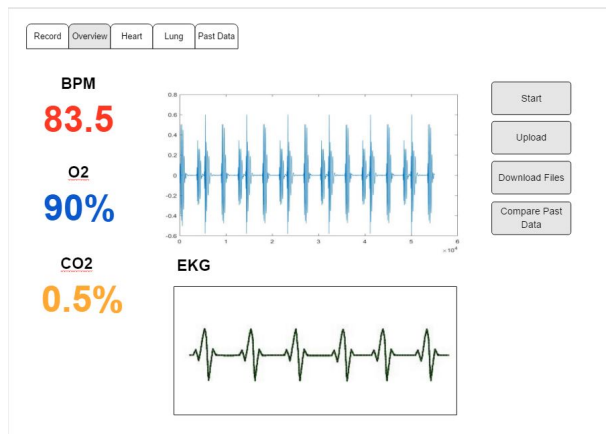 Record Overview Heart Lung Past Data
BPM
83.5
O2
90%
CO2
0.5%
0.8
0.6
0.4
0.2
0
-0.2
-0.4
-0.6
0 1 2 3 4 5 6
×10⁴
EKG
Start
Upload
Download Files
Compare Past
Data